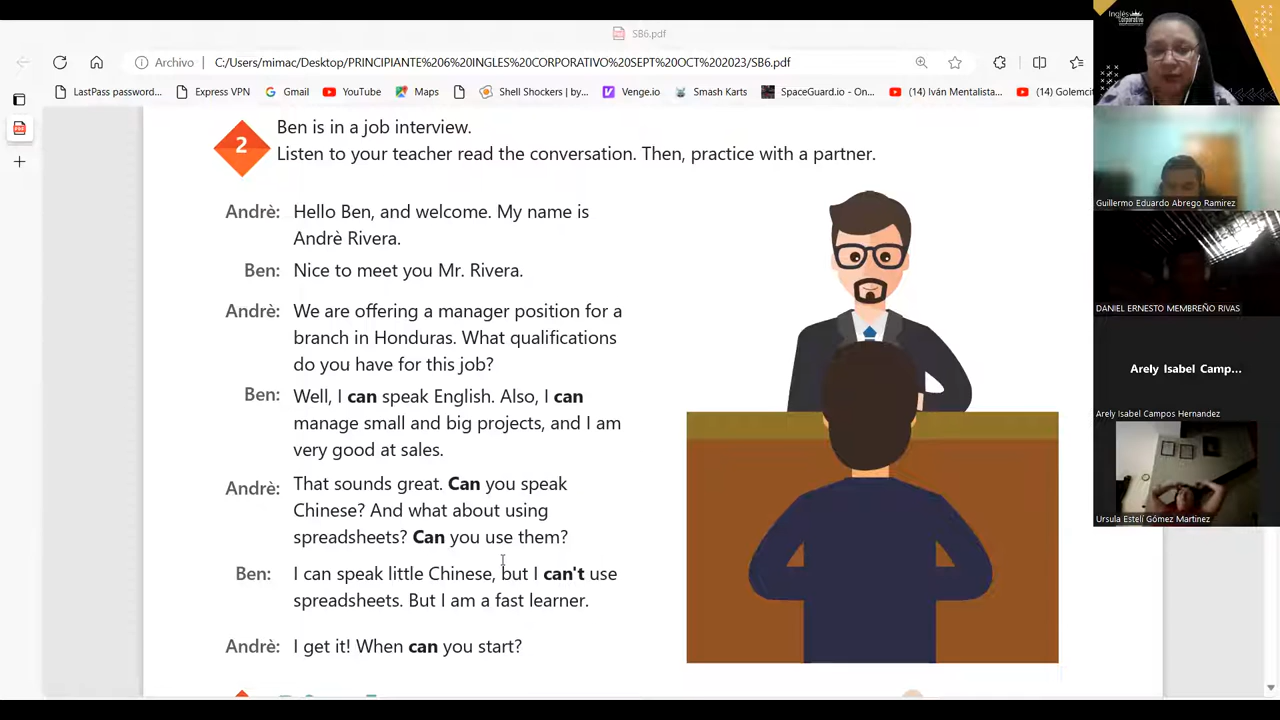 SB6.pdf
Archivo C:/Users/mimac/Desktop/PRINCIPIANTE%206%20INGLES%20CORPORATIVO%20SEPT%20OCT%202023/SB6.pdf
LastPass password... Express VPN Gmail YouTube Maps Shell Shockers | by... Venge.io Smash Karts SpaceGuard.io - On... (14) Iván Mentalista... (14) Golemcit
Inglés
Corporativo
2
Ben is in a job interview.
Listen to your teacher read the conversation. Then, practice with a partner.
Andrè: Hello Ben, and welcome. My name is
Andrè Rivera.
Ben: Nice to meet you Mr. Rivera.
Andrè: We are offering a manager position for a
branch in Honduras. What qualifications
do you have for this job?
Ben: Well, I can speak English. Also, I can
manage small and big projects, and I am
very good at sales.
Andrè: That sounds great. Can you speak
Chinese? And what about using
spreadsheets? Can you use them?
Ben: I can speak little Chinese, but I can't use
spreadsheets. But I am a fast learner.
Andrè: I get it! When can you start?
Guillermo Eduardo Abrego Ramirez
DANIEL ERNESTO MEMBREÑO RIVAS
Arely Isabel Camp...
Arely Isabel Campos Hernandez
Ursula Estelí Gómez Martinez